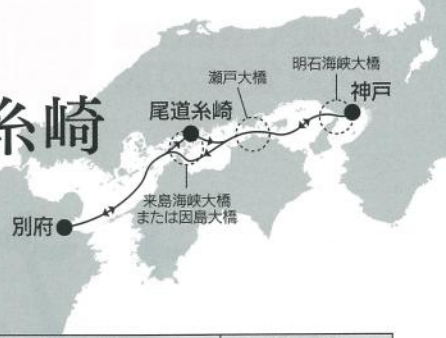 明石海峡大橋
瀬戸大橋
神戸
尾道糸崎
糸崎
来島海峡大橋
または因島大橋
別府